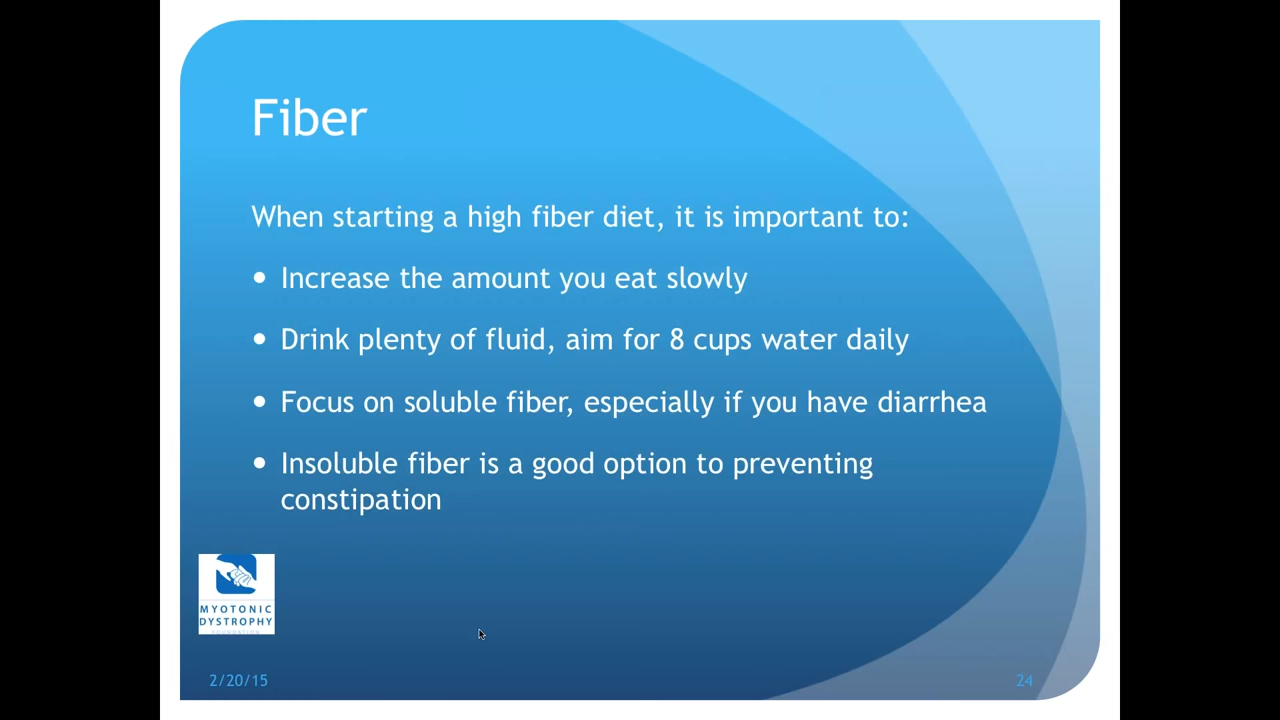 Fiber
When starting a high fiber diet, it is important to:
• Increase the amount you eat slowly
• Drink plenty of fluid, aim for 8 cups water daily
• Focus on soluble fiber, especially if you have diarrhea
• Insoluble fiber is a good option to preventing
constipation
MYOTONIC
DYSTROPHY
FOUNDATION
2/20/15
24